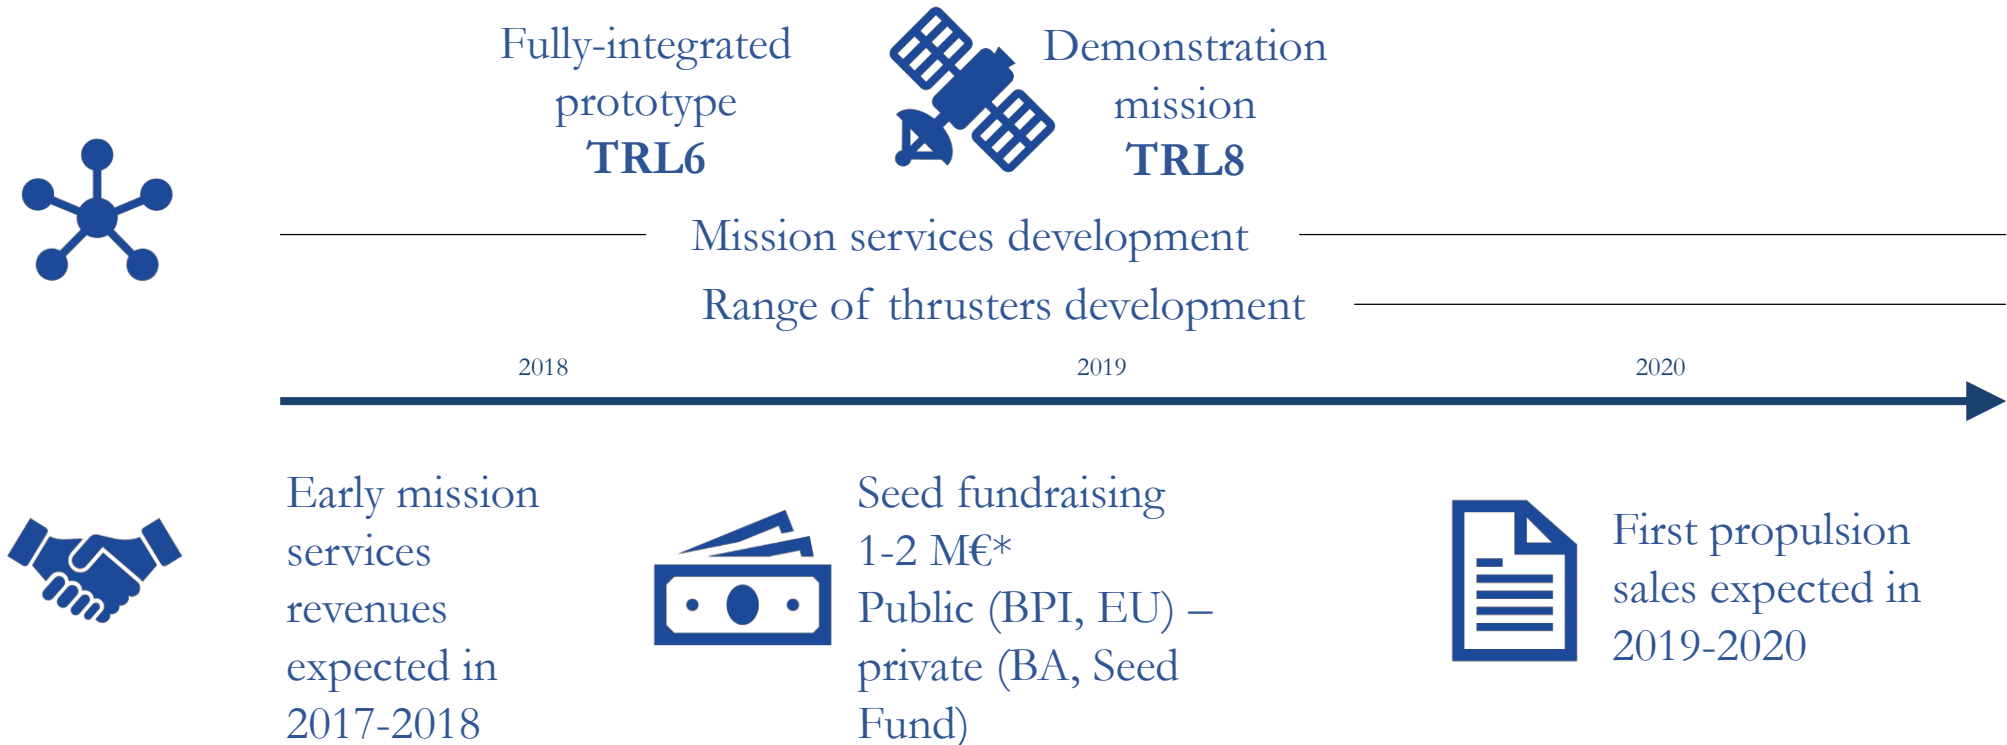 Fully-integrated
prototype
TRL6
Demonstration
mission
TRL8
Mission services development
Range of thrusters development
2018
2019
2020
Early mission
services
revenues
expected in
2017-2018
Seed fundraising
1-2 M€*
Public (BPI, EU) –
private (BA, Seed
Fund)
First propulsion
sales expected in
2019-2020